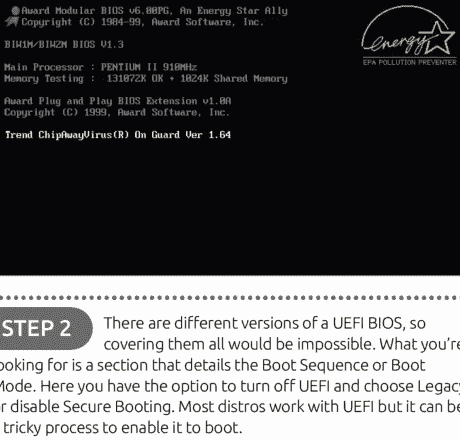 Award Modular BIOS v6.00PG, An Energy Star Ally
Copyright (C) 1984-99, Award Software, Inc.
BIW1M/BIW2M BIOS V1.3
Main Processor : PENTIUM II 910MHz
Memory Testing : 131072K OK + 1024K Shared Memory
Award Plug and Play BIOS Extension v1.0A
Copyright (C) 1999, Award Software, Inc.
Trend ChipAwayVirus(R) On Guard Ver 1.64
energy
EPA POLLUTION PREVENTER
STEP 2
There are different versions of a UEFI BIOS, so
covering them all would be impossible. What you're
ooking for is a section that details the Boot Sequence or Boot
Mode. Here you have the option to turn off UEFI and choose Legacy
r disable Secure Booting. Most distros work with UEFI but it can be
tricky process to enable it to boot.